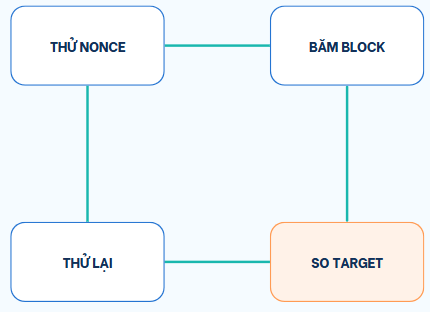 THỬ NONCE
BĂM BLOCK
THỬ LẠI
SO TARGET